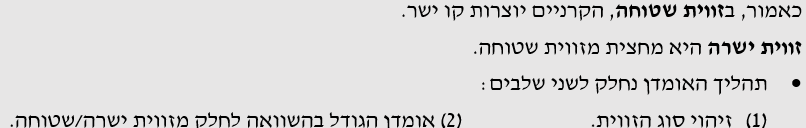 כאמור, בזווית שטוחה, הקרניים יוצרות קו ישר.
זווית ישרה היא מחצית מזווית שטוחה.
• תהליך האומדן נחלק לשני שלבים:
(1) זיהוי סוג הזווית. (2) אומדן הגודל בהשוואה לחלק מזווית ישרה/שטוחה.